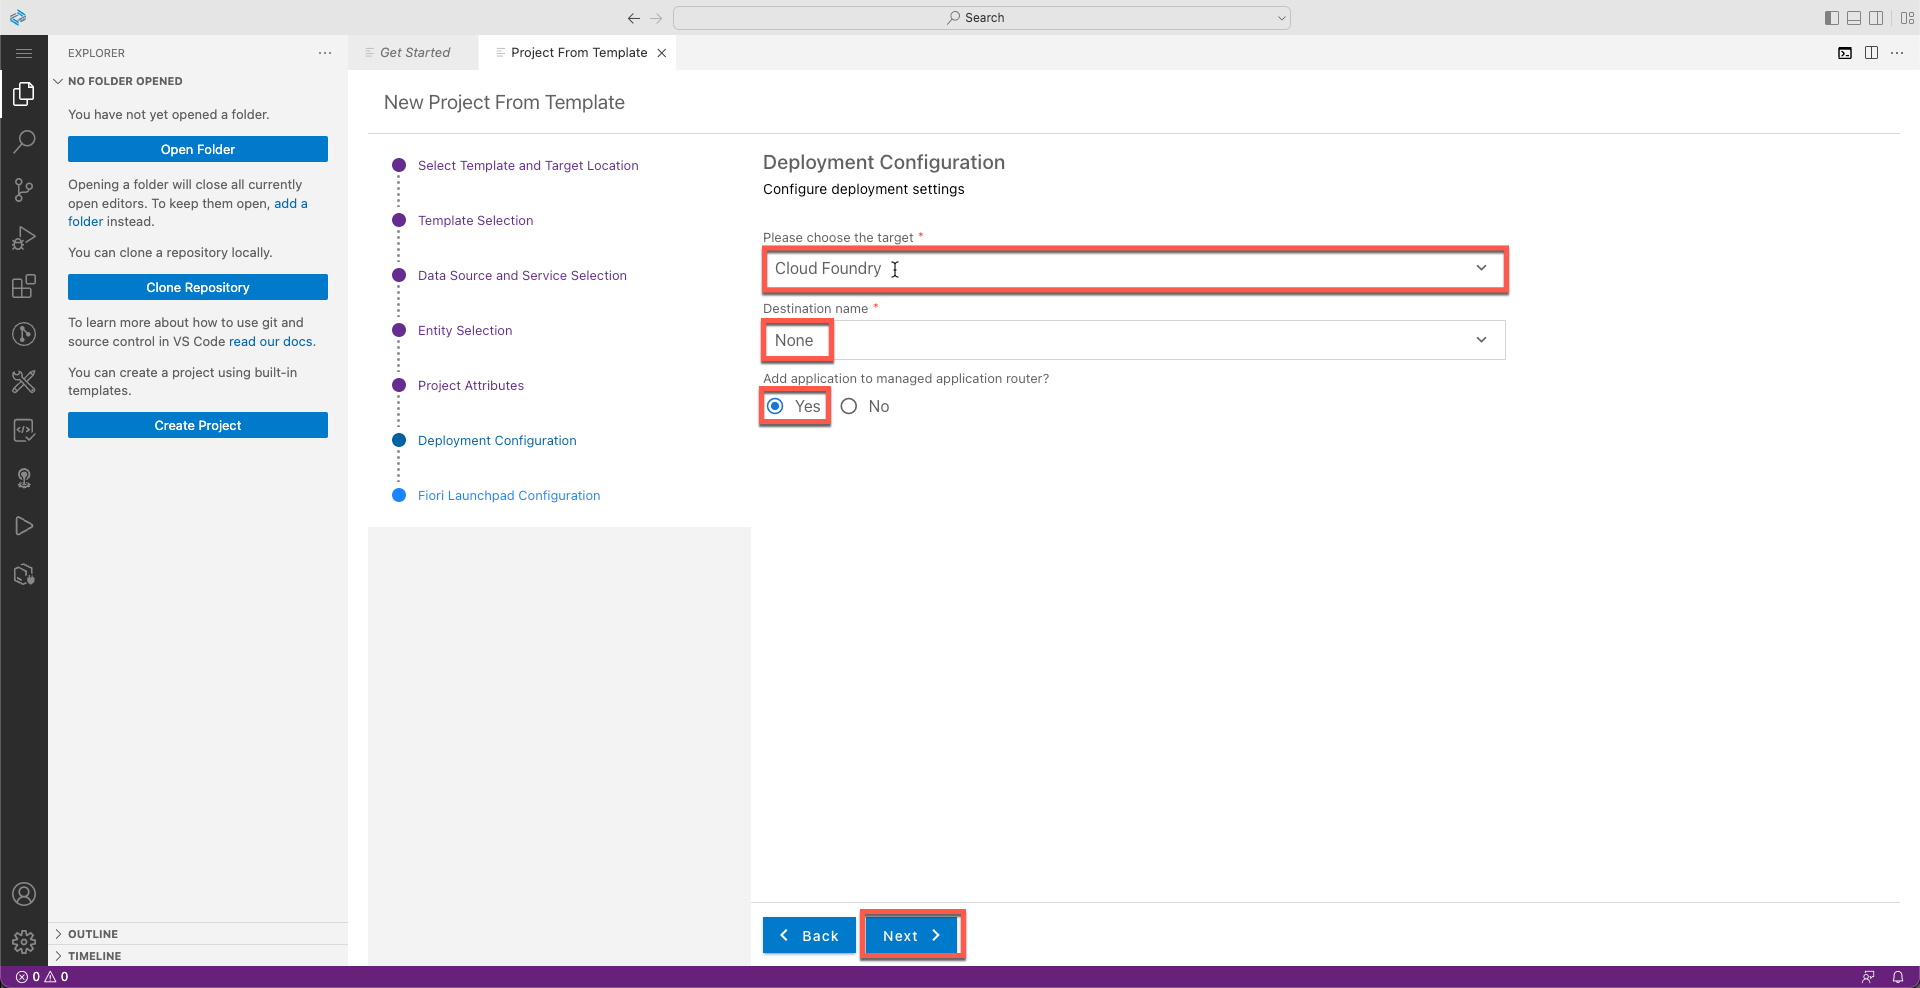 Search
EXPLORER
Get Started
Project From Template
NO FOLDER OPENED
You have not yet opened a folder.
Open Folder
Opening a folder will close all currently
open editors. To keep them open, add a
folder instead.
You can clone a repository locally.
Clone Repository
To learn more about how to use git and
source control in VS Code read our docs.
You can create a project using built-in
templates.
Create Project
OUTLINE
TIMELINE
New Project From Template
Select Template and Target Location
Template Selection
Data Source and Service Selection
Entity Selection
Project Attributes
Deployment Configuration
Fiori Launchpad Configuration
Deployment Configuration
Configure deployment settings
Please choose the target *
Cloud Foundry
Destination name *
None
Add application to managed application router?
Yes No
Back Next
0 0